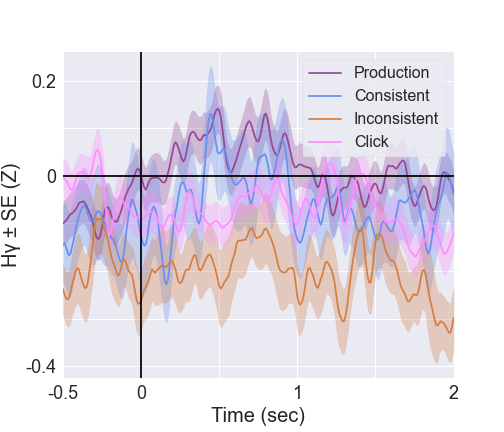 Production
Consistent
Inconsistent
Click
0.2
0
-0.4
Hγ ± SE (Z)
-0.5
0
1
2
Time (sec)